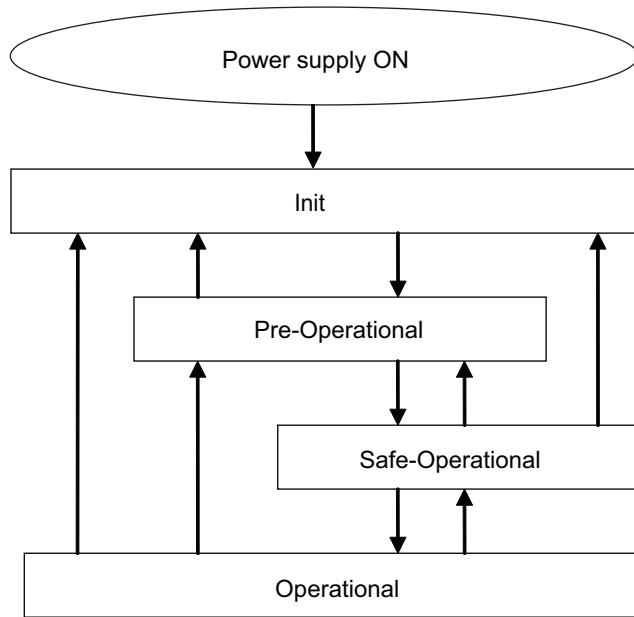 Power supply ON
Init
Pre-Operational
Safe-Operational
Operational